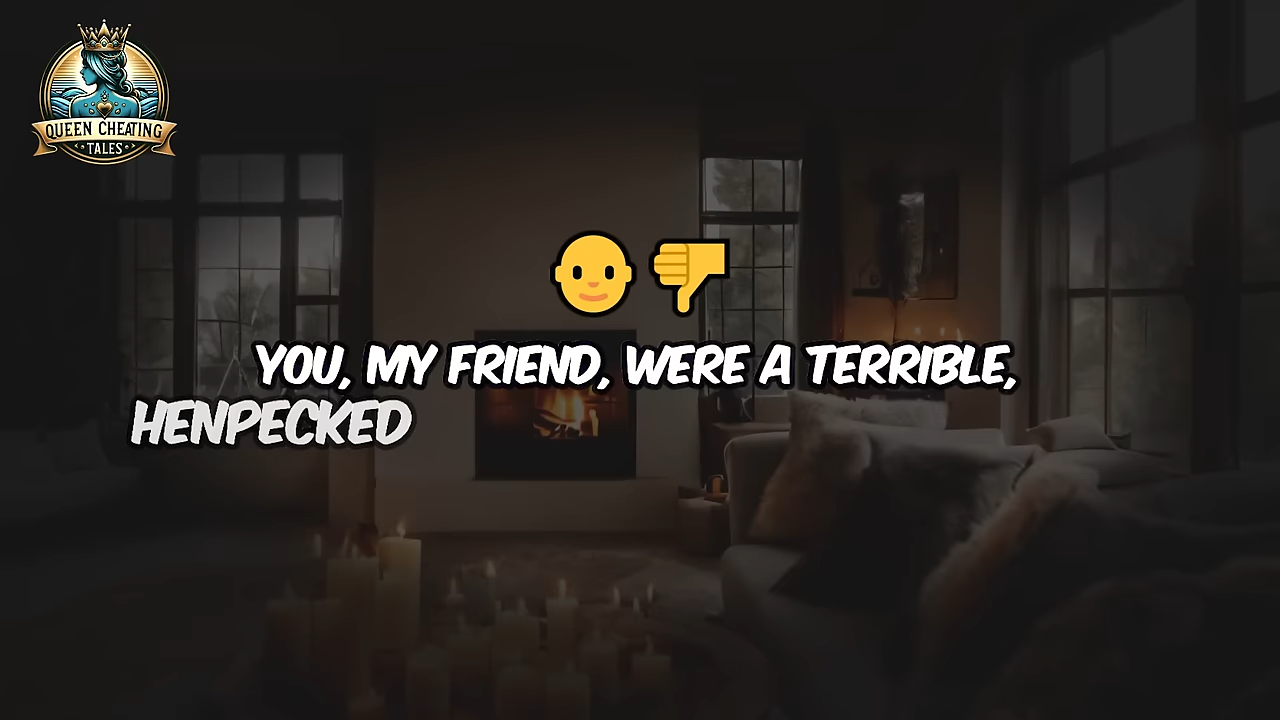 QUEEN CHEATING
TALES
YOU, MY FRIEND, WERE A TERRIBLE,
HENPECKED